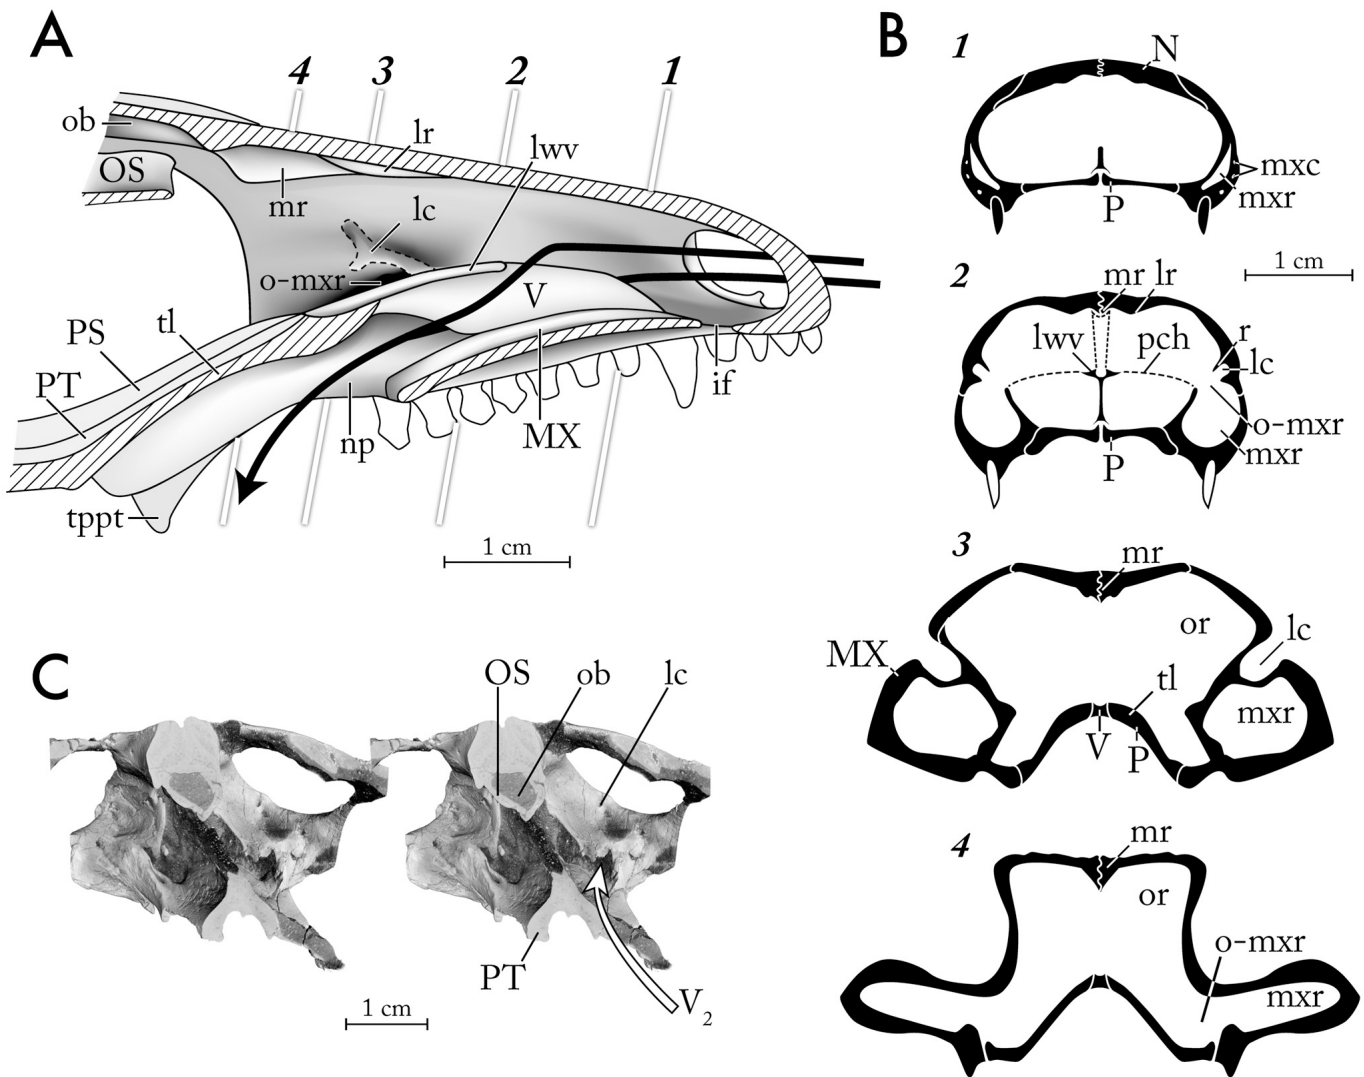 A
4
3
2
1
ob
lr
lwv
OS
mr
lc
o-mxr
V
PS
tl
PT
np
MX
if
tppt
1 cm
B
1
N
mxc
mxr
P
1 cm
2
mr
lr
lwv
pch
r
lc
o-mxr
mxr
P
3
mr
or
lc
MX
tl
mxr
V
P
4
mr
or
o-mxr
mxr
C
OS
ob
lc
PT
V2
1 cm